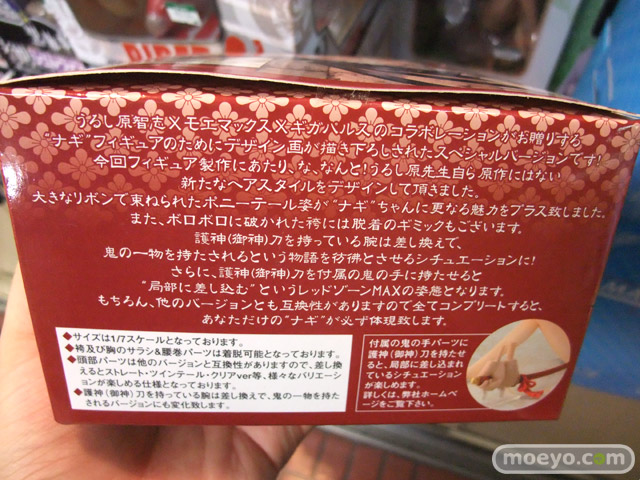 うるし原智志×モエマックス×ギガパルスのコラボレーションがお贈りする
"ナギ"フィギュアのためにデザイン画が描き下ろしされたスペシャルバージョンです!
今回フィギュア製作にあたり、な、なんと!うるし原先生自ら原作にはない
新たなヘアスタイルをデザインして頂きました。
大きなリボンで束ねられたポニーテール姿が"ナギ"ちゃんに更なる魅力をプラス致しました。
また、ボロボロに破かれた袴には脱着のギミックもございます。
護神(御神)刀を持っている腕は差し換えて、
鬼の一物を持たされるという物語を彷彿とさせるシチュエーションに!
さらに、護神(御神)刀を付属の鬼の手に持たせると
"局部に差し込む"というレッドゾーンMAXの姿態となります。
もちろん、他のバージョンとも互換性がありますので全てコンプリートすると、
あなただけの"ナギ"が必ず体現致します。
◆サイズは1/7スケールとなっております。
◆袴及び胸のサラシ&腰巻パーツは着脱可能となっております。
◆頭部パーツは他のバージョンと互換性がありますので、差し換えるとストレート・ツインテール・クリアver等、様々なバリエーションが楽しめる仕様となっております。
◆護神(御神)刀を持っている腕は差し換えで、鬼の一物を持たされるバージョンにも変化致します。
付属の鬼の手パーツに
護神(御神)刀を持たせる
と、局部に差し込まれ
ているシチュエーション
が楽しめます。
詳しくは、弊社ホームペ
ージをご覧下さい。
moeyo.com